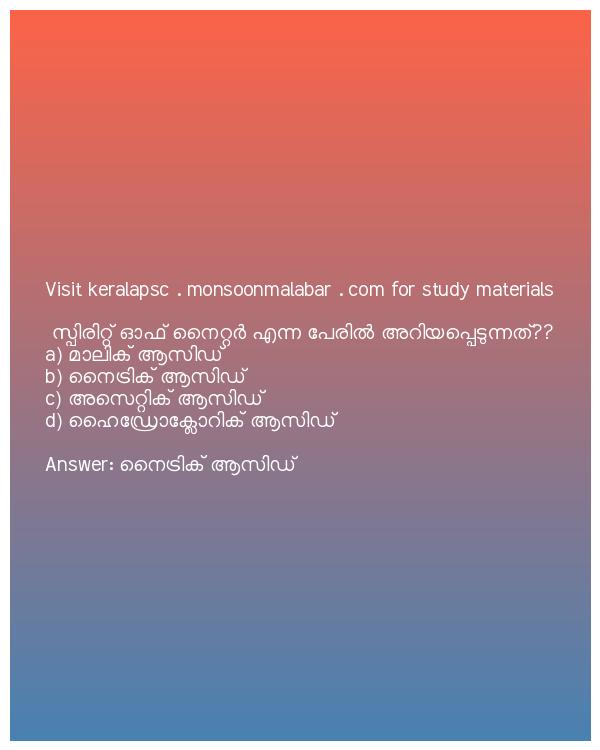 Visit keralapsc . monsoonmalabar . com for study materials
സ്പിരിറ്റ് ഓഫ് നൈറ്റർ എന്ന പേരിൽ അറിയപ്പെടുന്നത്??
a) മാലിക് ആസിഡ്
b) നൈട്രിക് ആസിഡ്
c) അസെറ്റിക് ആസിഡ്
d) ഹൈഡ്രോക്ലോറിക് ആസിഡ്
Answer: നൈട്രിക് ആസിഡ്